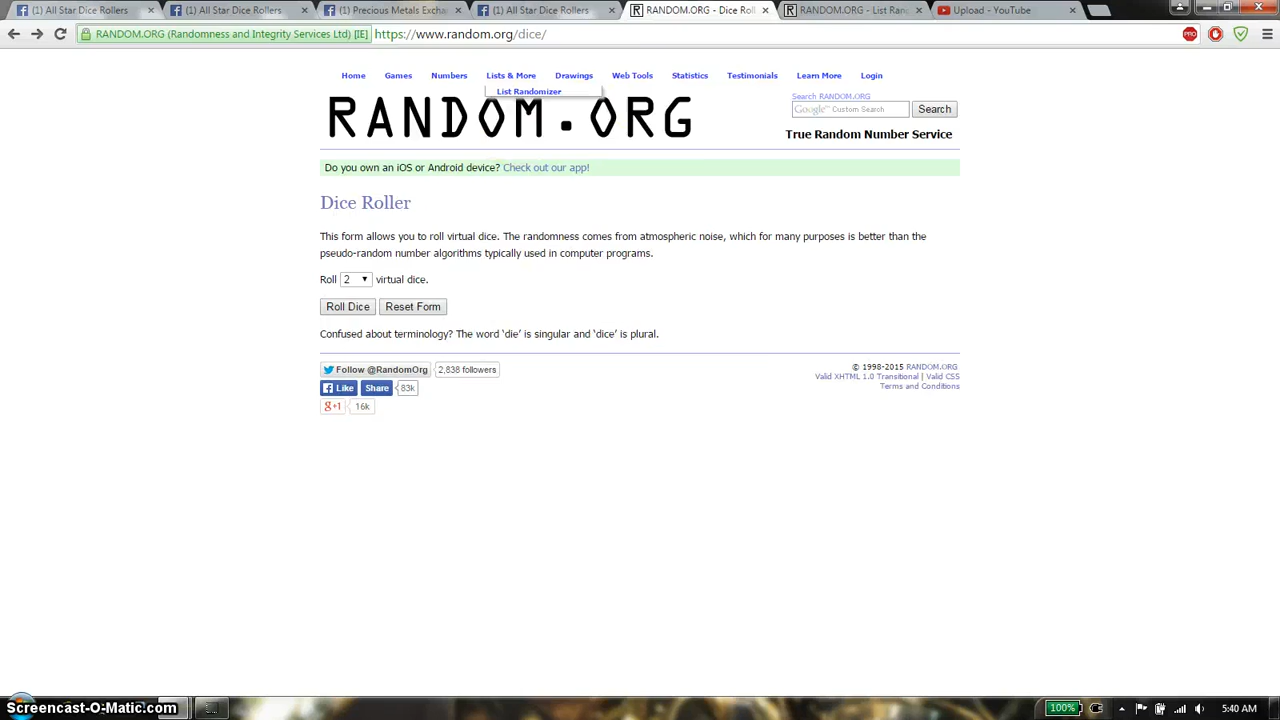 (1) All Star Dice Rollers
(1) All Star Dice Rollers
(1) Precious Metals Exchan
(1) All Star Dice Rollers
RANDOM.ORG - Dice Roll
RANDOM.ORG - List Rand
Upload - YouTube
RANDOM.ORG (Randomness and Integrity Services Ltd) [IE]
https://www.random.org/dice/
PRO
Home Games Numbers Lists & More Drawings Web Tools Statistics Testimonials Learn More Login
List Randomizer
RANDOM.ORG
Search RANDOM.ORG
Google™ Custom Search
Search
True Random Number Service
Do you own an iOS or Android device? Check out our app!
Dice Roller
This form allows you to roll virtual dice. The randomness comes from atmospheric noise, which for many purposes is better than the
pseudo-random number algorithms typically used in computer programs.
Roll 2 virtual dice.
Roll Dice Reset Form
Confused about terminology? The word ‘die’ is singular and ‘dice’ is plural.
Follow @RandomOrg 2,838 followers
Like Share 83k
g+1 16k
© 1998-2015 RANDOM.ORG
Valid XHTML 1.0 Transitional | Valid CSS
Terms and Conditions
Screencast-O-Matic.com
100%
5:40 AM